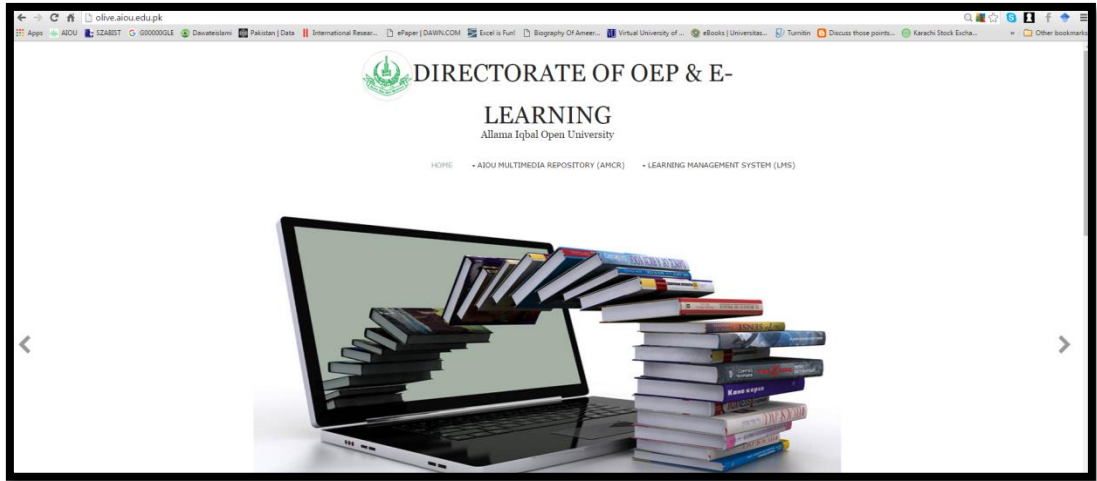 olive.aiou.edu.pk
Apps AIOU SZABIST G00000GLE Dawateislami Pakistan | Data International Resear... ePaper | DAWN.COM Excel is Fun! Biography Of Ameer... Virtual University of ... eBooks | Universitas... Turnitin Discuss those points... Karachi Stock Excha... » Other bookmarks
DIRECTORATE OF OEP & E-
LEARNING
Allama Iqbal Open University
HOME - AIOU MULTIMEDIA REPOSITORY (AMCR) - LEARNING MANAGEMENT SYSTEM (LMS)